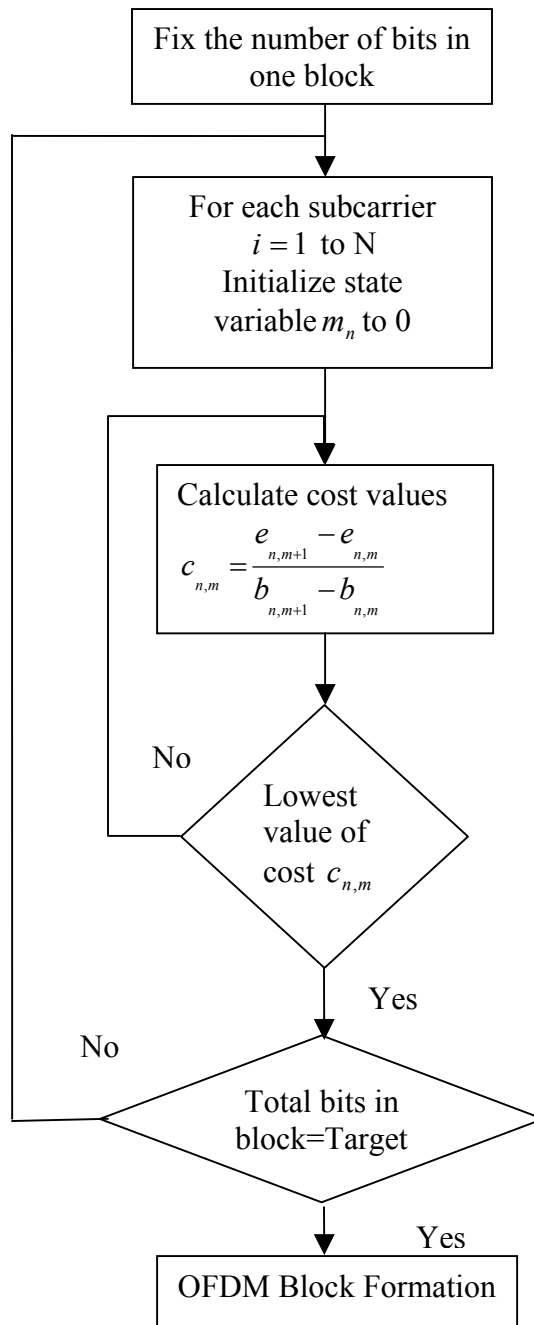 Fix the number of bits in
one block
For each subcarrier
i = 1 to N
Initialize state
variable m_n to 0
Calculate cost values
c_{n,m} = \frac{e_{n,m+1} - e_{n,m}}{b_{n,m+1} - b_{n,m}}
No
Lowest
value of
cost c_{n,m}
Yes
No
Total bits in
block=Target
Yes
OFDM Block Formation